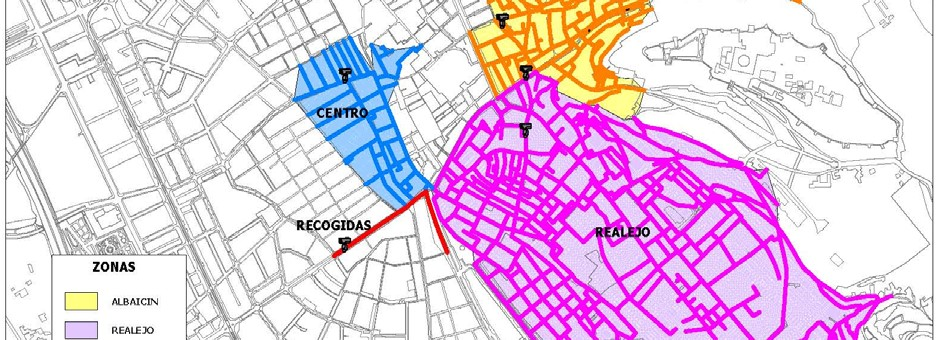 CENTRO
RECOGIDAS
REALEJO
ZONAS
ALBAICIN
REALEJO